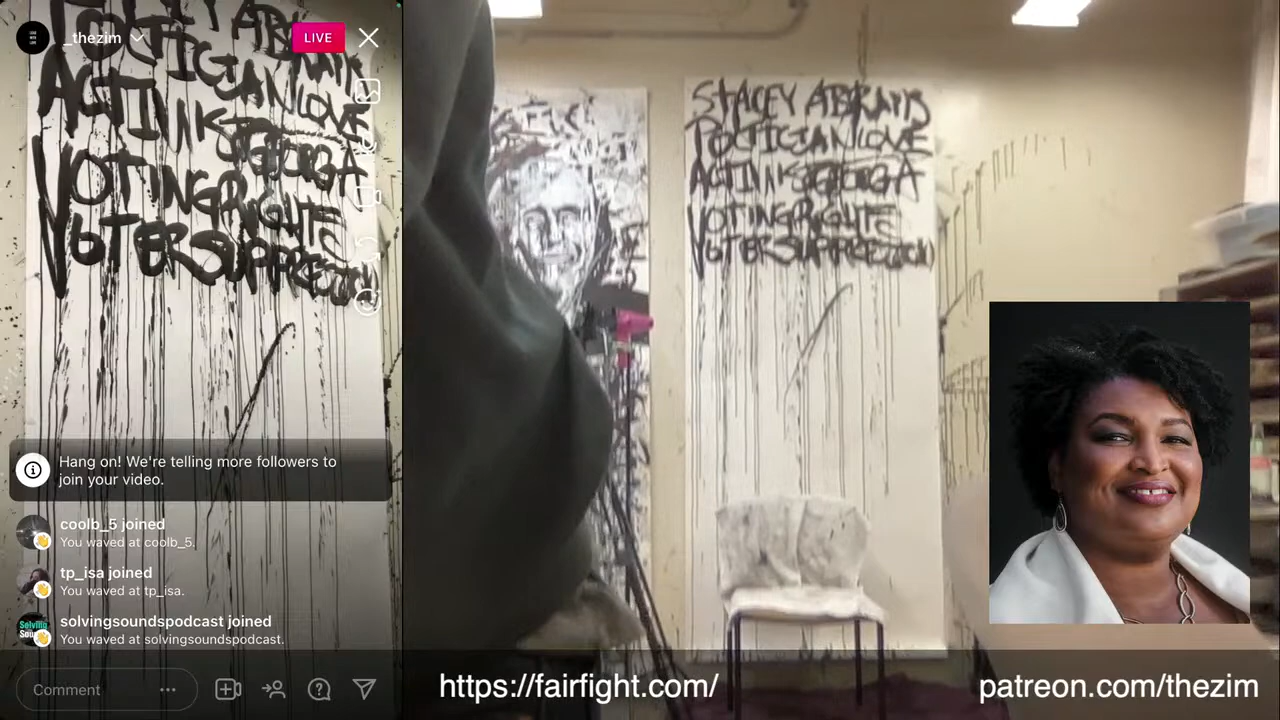 _thezim
LIVE
STACEY ABRAMS
POLITICIAN LOVE
VOTING RIGHTS
VOTER SUPPRESSION
Hang on! We're telling more followers to
join your video.
coolb_5 joined
You waved at coolb_5.
tp_isa joined
You waved at tp_isa.
Solving
solvingsoundspodcast joined
You waved at solvingsoundspodcast.
Comment
https://fairfight.com/
patreon.com/thezim